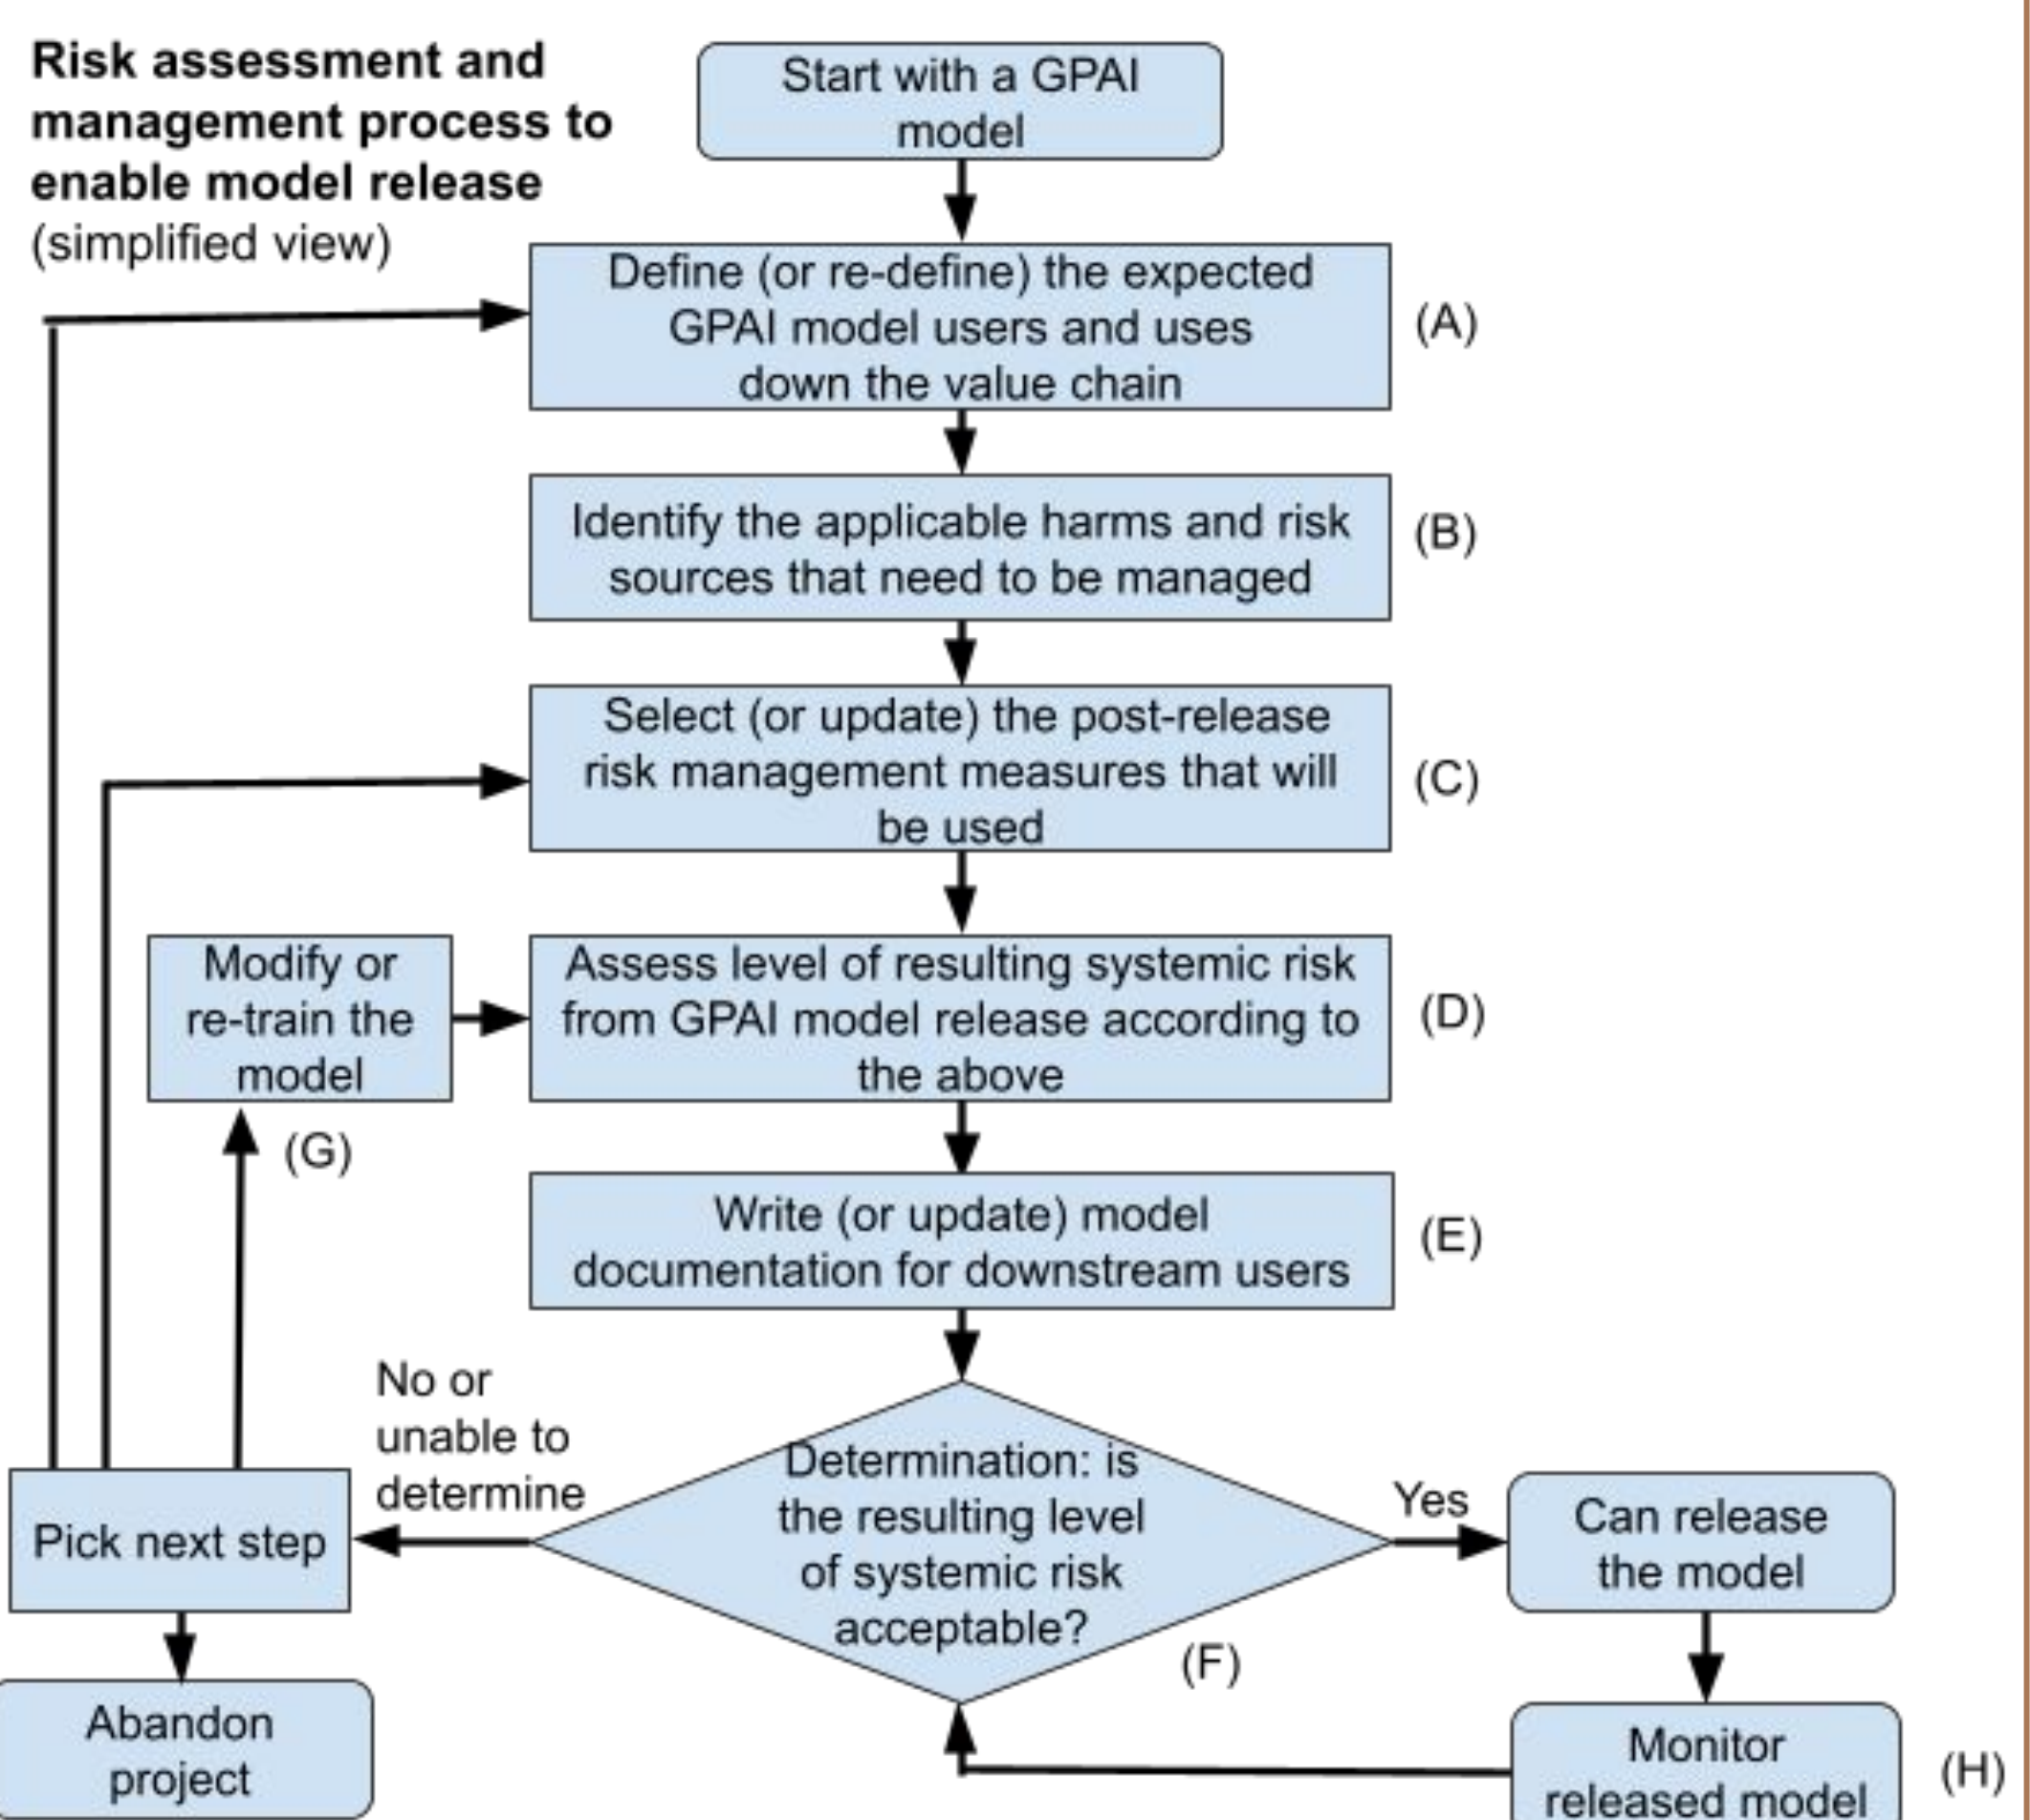 Risk assessment and
management process to
enable model release
(simplified view)
Start with a GPAI
model
Define (or re-define) the expected
GPAI model users and uses
down the value chain
(A)
Identify the applicable harms and risk
sources that need to be managed
(B)
Select (or update) the post-release
risk management measures that will
be used
(C)
Modify or
re-train the
model
(G)
Assess level of resulting systemic risk
from GPAI model release according to
the above
(D)
Write (or update) model
documentation for downstream users
(E)
No or
unable to
determine
Determination: is
the resulting level
of systemic risk
acceptable?
(F)
Yes
Can release
the model
Pick next step
Abandon
project
Monitor
released model
(H)